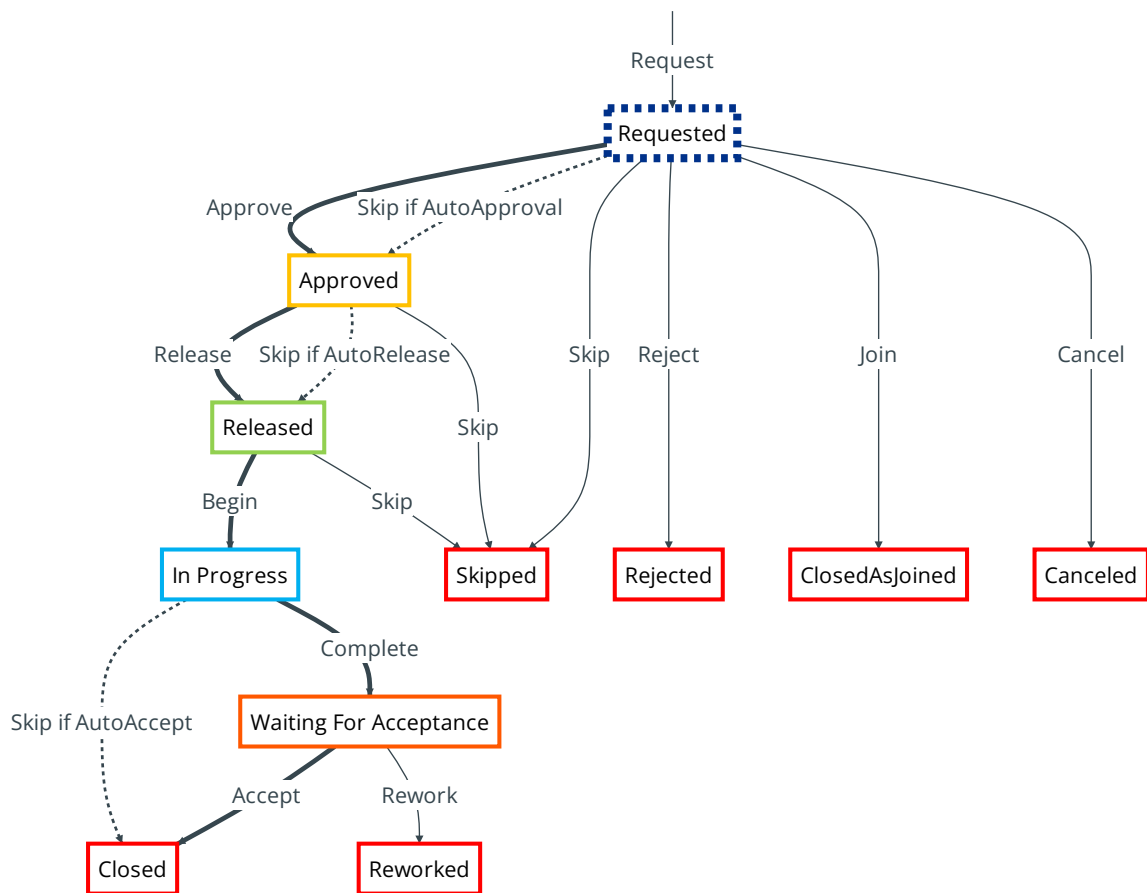 Request
Requested
Approve
Skip if AutoApproval
Approved
Release
Skip if AutoRelease
Skip
Reject
Join
Cancel
Released
Skip
Begin
Skip
In Progress
Skipped
Rejected
ClosedAsJoined
Canceled
Complete
Skip if AutoAccept
Waiting For Acceptance
Accept
Rework
Closed
Reworked